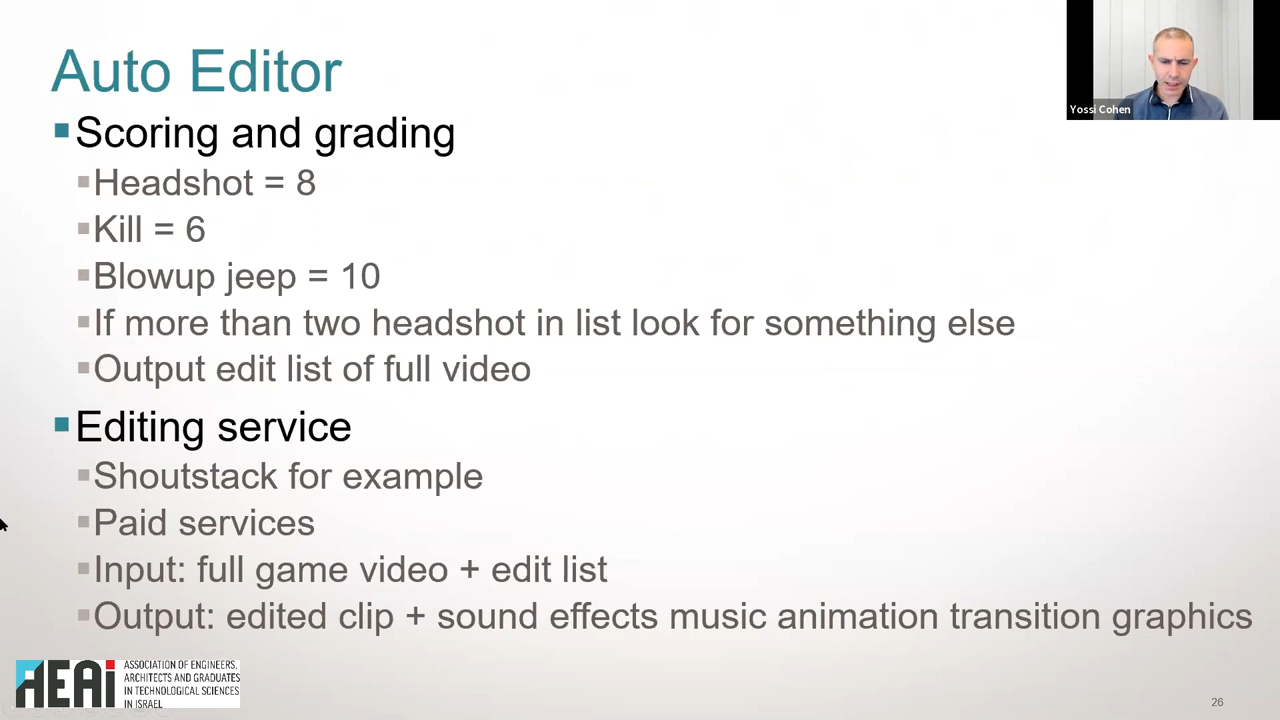 Auto Editor
Yossi Cohen
Scoring and grading
Headshot = 8
Kill = 6
Blowup jeep = 10
If more than two headshot in list look for something else
Output edit list of full video
Editing service
Shoutstack for example
Paid services
Input: full game video + edit list
Output: edited clip + sound effects music animation transition graphics
AEAi
ASSOCIATION OF ENGINEERS,
ARCHITECTS AND GRADUATES
IN TECHNOLOGICAL SCIENCES
IN ISRAEL
26